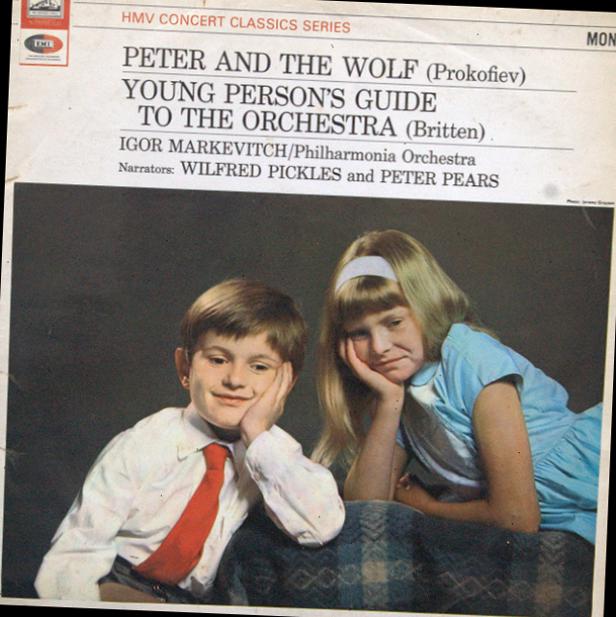 HMV CONCERT CLASSICS SERIES
MON
EMI
PETER AND THE WOLF (Prokofiev)
YOUNG PERSON'S GUIDE
TO THE ORCHESTRA (Britten)
IGOR MARKEVITCH/Philharmonia Orchestra
Narrators: WILFRED PICKLES and PETER PEARS